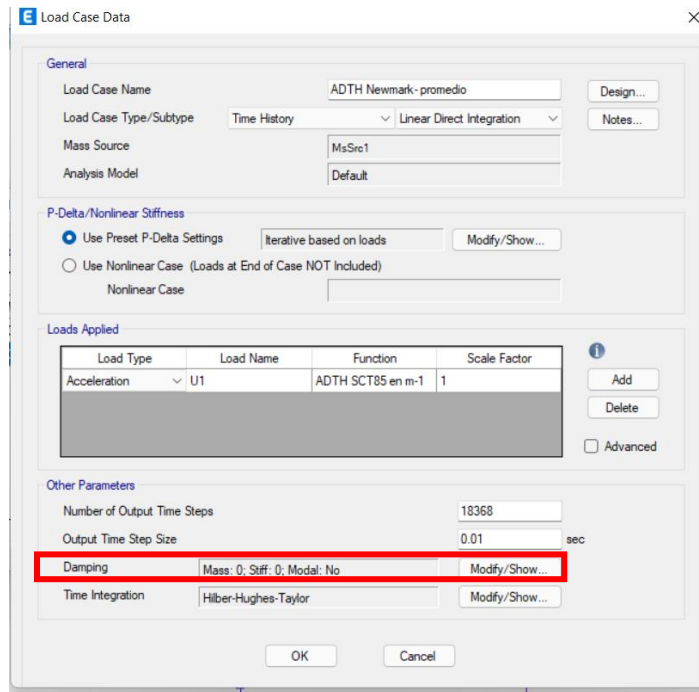 E Load Case Data
General
Load Case Name ADTH Newmark- promedio Design...
Load Case Type/Subtype Time History Linear Direct Integration Notes...
Mass Source MsSrc1
Analysis Model Default
P-Delta/Nonlinear Stiffness
Use Preset P-Delta Settings Iterative based on loads Modify/Show...
Use Nonlinear Case (Loads at End of Case NOT Included)
Nonlinear Case
Loads Applied
Load Type Load Name Function Scale Factor
Acceleration U1 ADTH SCT85 en m-1 1 Add
Delete
Advanced
Other Parameters
Number of Output Time Steps 18368
Output Time Step Size 0.01 sec
Damping Mass: 0; Stiff: 0; Modal: No Modify/Show...
Time Integration Hilber-Hughes-Taylor Modify/Show...
OK Cancel